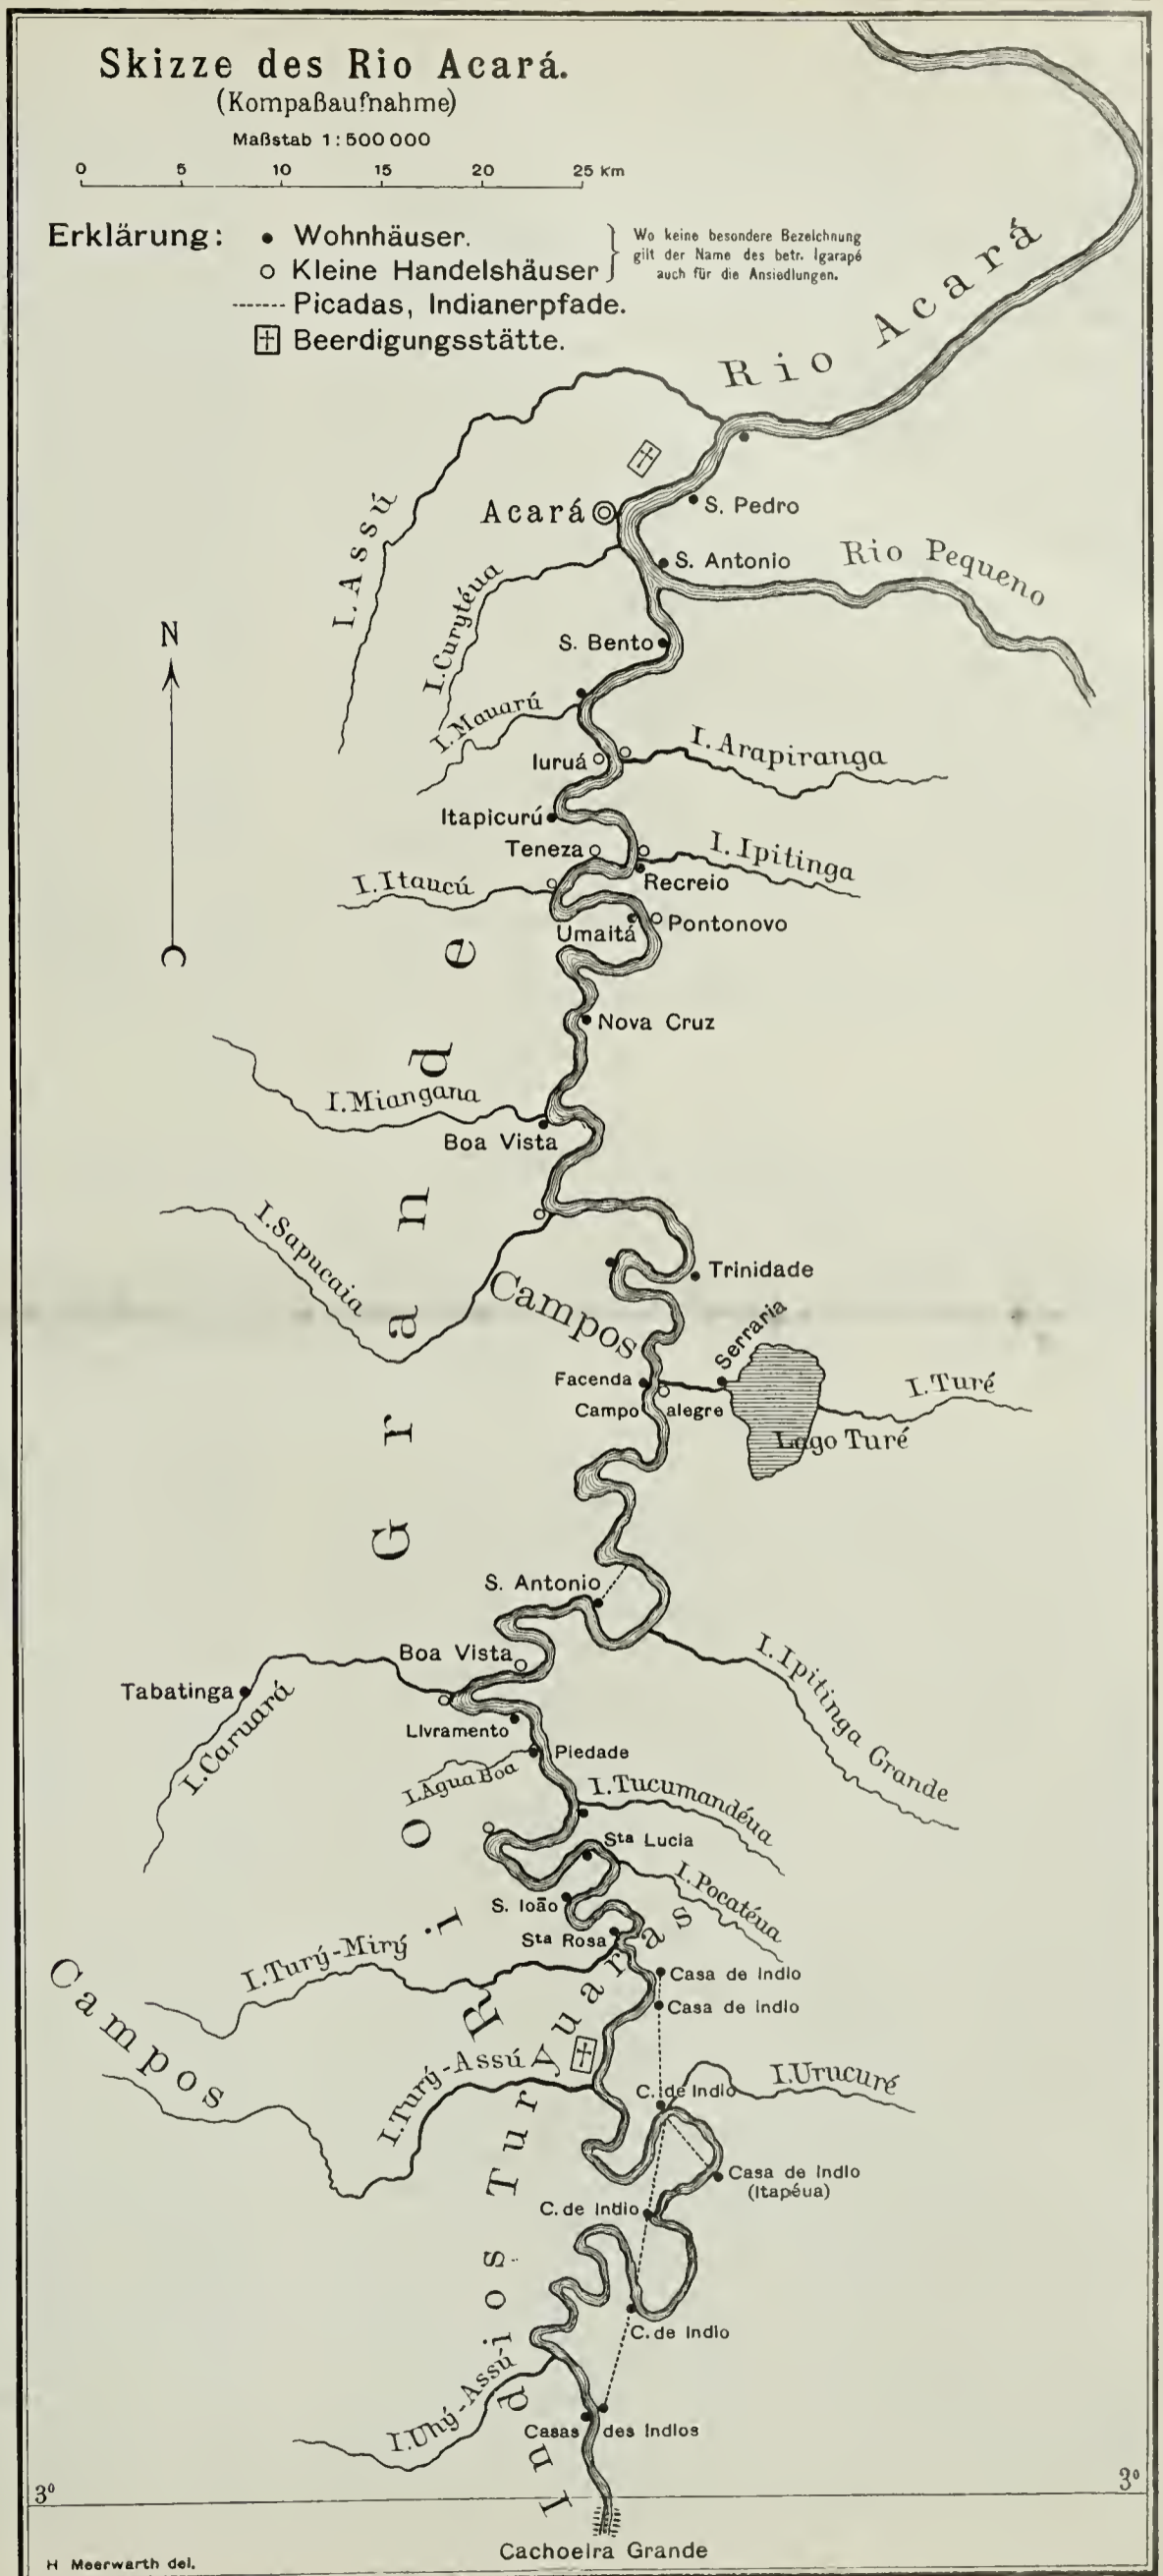 Skizze des Rio Acará.
(Kompaßaufnahme)
Maßstab 1:500 000
0 5 10 15 20 25 km
Erklärung:
Wohnhäuser.
Kleine Handelshäuser
Wo keine besondere Bezeichnung
gilt der Name des betr. Igarapé
auch für die Ansiedlungen.
Picadas, Indianerpfade.
Beerdigungsstätte.
Rio Acará
I. Assú
Acará
S. Pedro
S. Antonio
Rio Pequeno
I. Curytéua
N
S. Bento
I. Mauarú
Iuruá
I. Arapiranga
Itapicurú
Teneza
I. Ipitinga
Recreio
I. Itaucú
Umaitá
Pontonovo
Nova Cruz
I. Miangana
Boa Vista
I. Sapucaia
Campos
Trinidade
Serraria
Facenda
Campo alegre
I. Turé
Lago Turé
Rio Grande
S. Antonio
Boa Vista
I. Ipitinga Grande
Tabatinga
I. Caruará
Livramento
Piedade
I. Agua Boa
I. Tucumandéua
Sta Lucia
I. Pocatéua
S. Ioão
Sta Rosa
I. Turý-Mirý
Casa de Indio
Casa de Indio
Campos
I. Turý-Assú
Indios Turyuaras
C. de Indio
I. Urucuré
Casa de Indio
(Itapéua)
C. de Indio
C. de Indio
I. Uhý-Assú
Casas des Indios
3⁰
3⁰
Cachoeira Grande
H Meerwarth del.